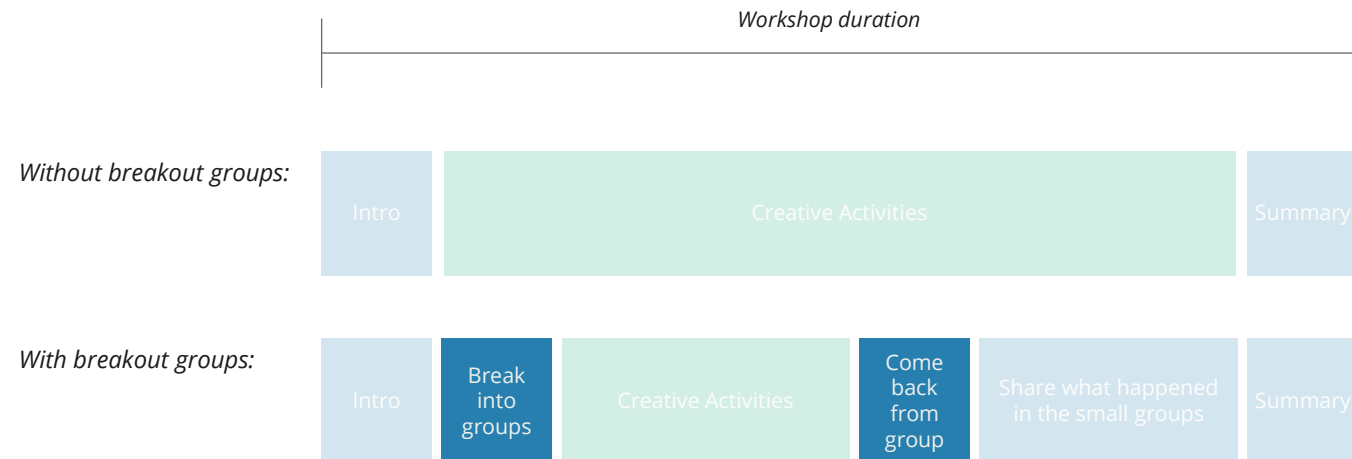 Workshop duration
Without breakout groups:
Intro
Creative Activities
Summary
With breakout groups:
Intro
Break
into
groups
Creative Activities
Come
back
from
group
Share what happened
in the small groups
Summary